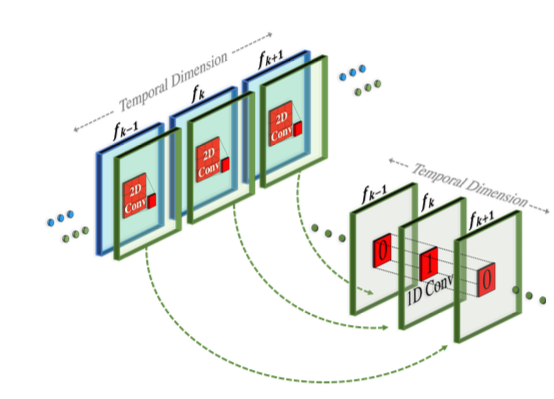 Temporal Dimension
f_{k-1}
f_k
f_{k+1}
2D
Conv
2D
Conv
2D
Conv
Temporal Dimension
f_{k-1}
f_k
f_{k+1}
0
1
0
1D Conv